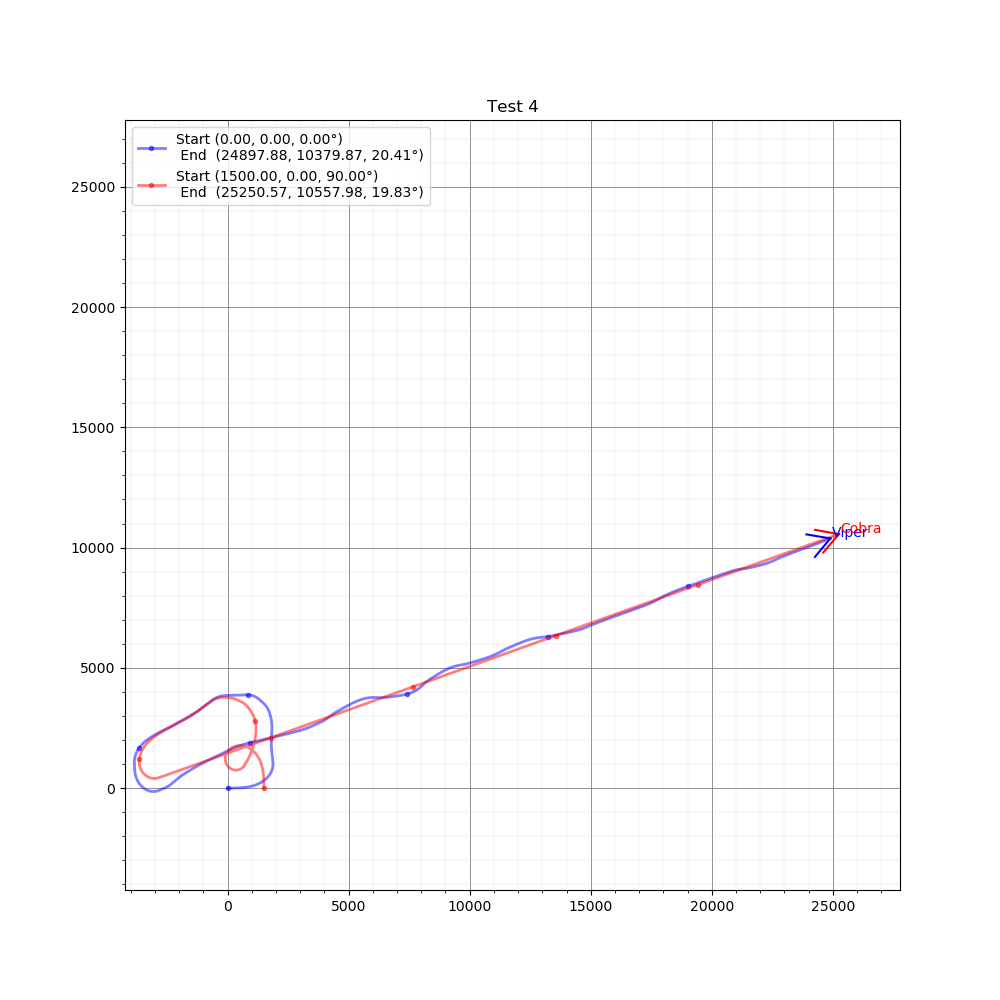 Test 4
Start (0.00, 0.00, 0.00°)
End (24897.88, 10379.87, 20.41°)
Start (1500.00, 0.00, 90.00°)
End (25250.57, 10557.98, 19.83°)
25000
20000
15000
10000
5000
0
Cobra
Viper
0 5000 10000 15000 20000 25000